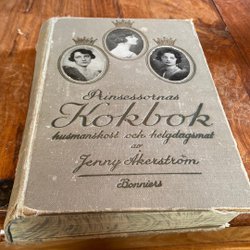 Prinsessornas
Kokbok
husmanskost och helgdagsmat
av
Jenny Åkerström
Bonniers